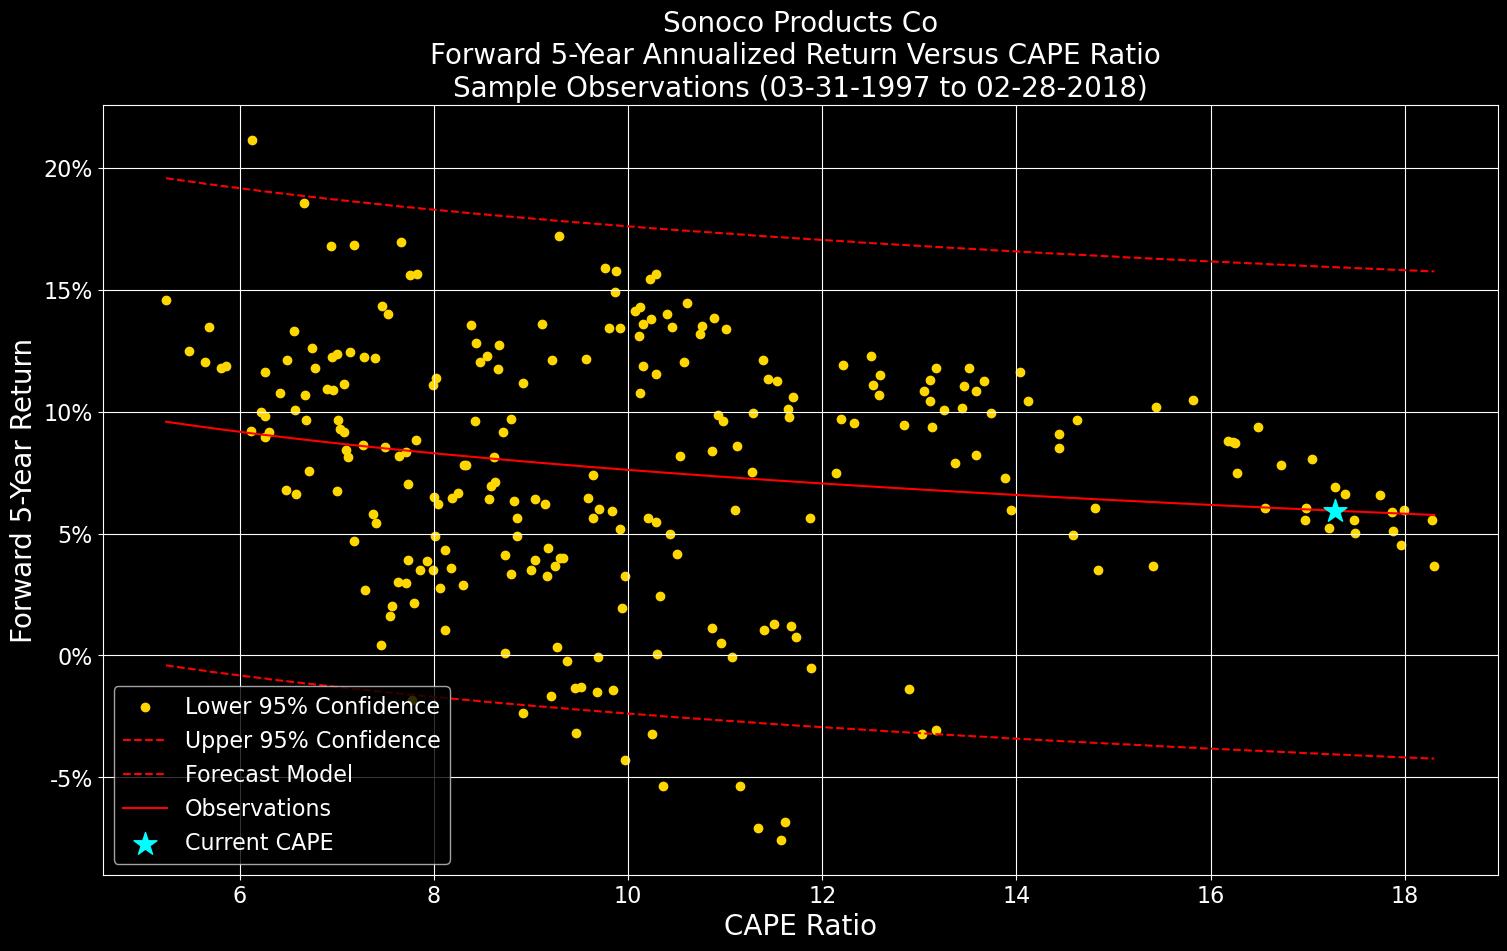 Sonoco Products Co
Forward 5-Year Annualized Return Versus CAPE Ratio
Sample Observations (03-31-1997 to 02-28-2018)
Forward 5-Year Return
20%
15%
10%
5%
0%
-5%
Lower 95% Confidence
Upper 95% Confidence
Forecast Model
Observations
Current CAPE
6 8 10 12 14 16 18
CAPE Ratio